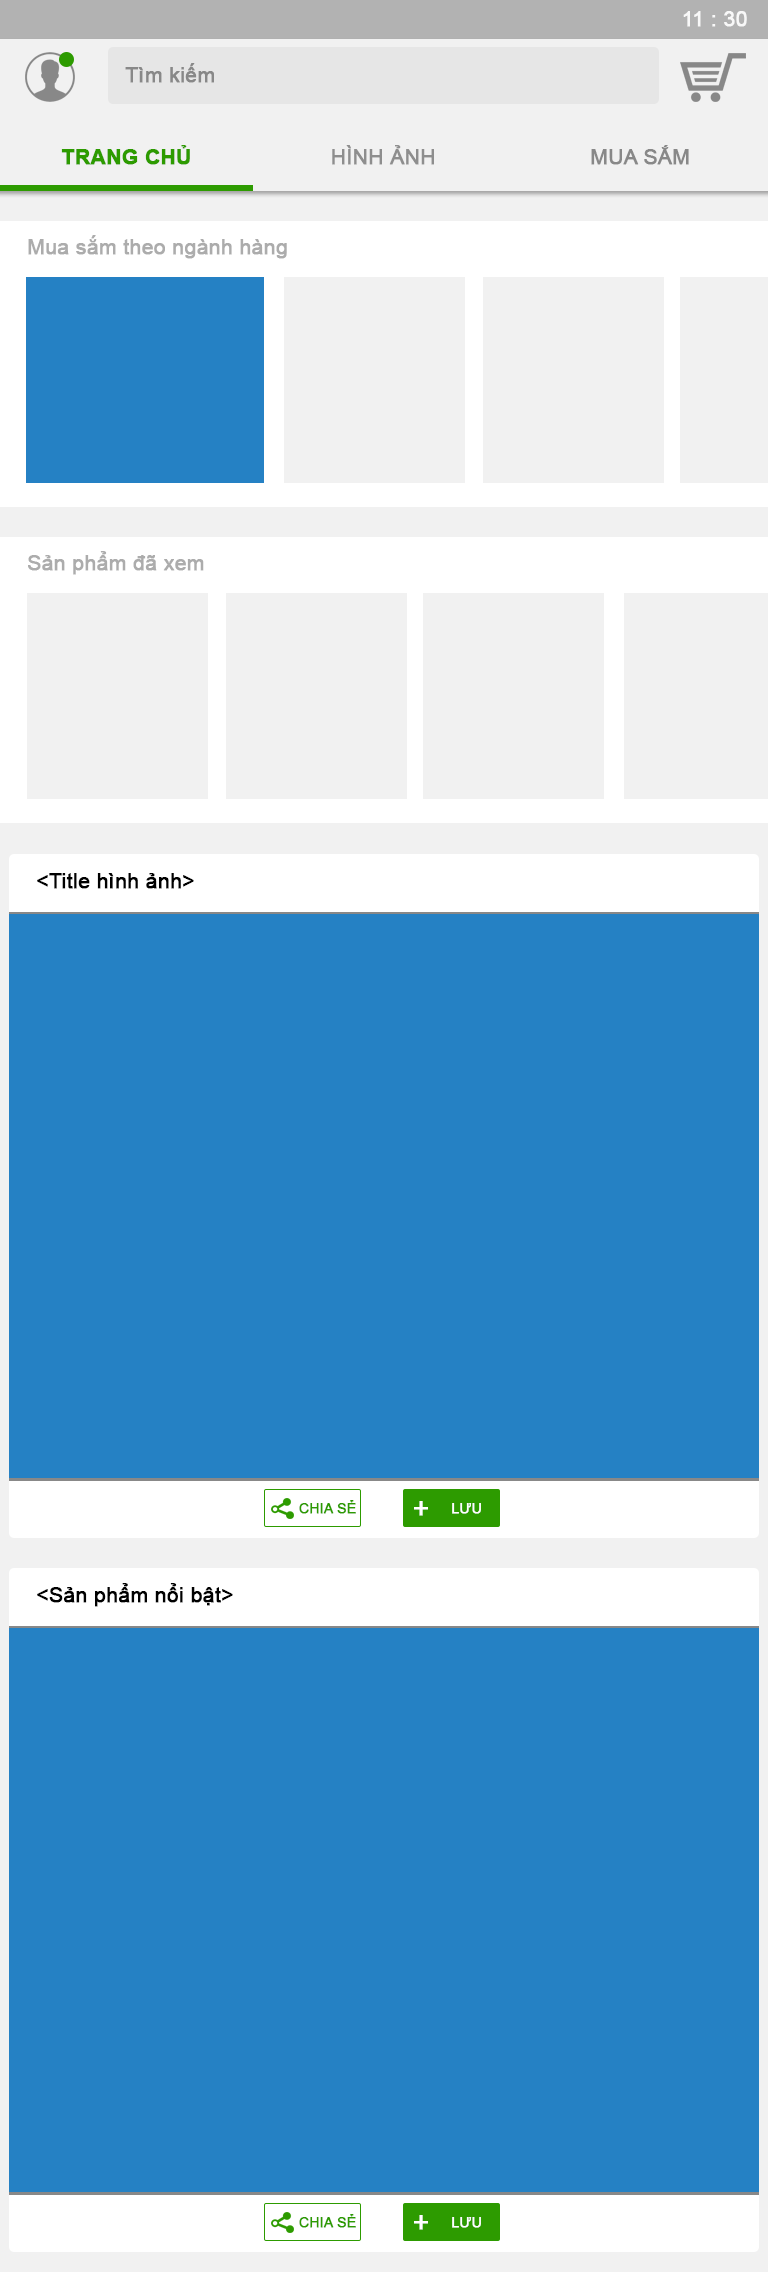 11 : 30
Tìm kiếm
TRANG CHỦ
HÌNH ẢNH
MUA SẮM
Mua sắm theo ngành hàng
Sản phẩm đã xem
<Title hình ảnh>
CHIA SẺ
LƯU
<Sản phẩm nổi bật>
CHIA SẺ
LƯU